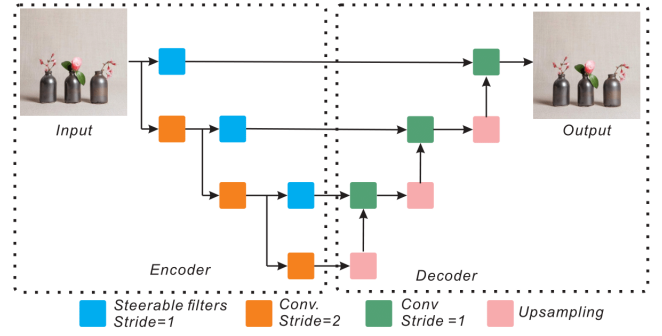 Input
Output
Encoder
Decoder
Steerable filters
Stride=1
Conv.
Stride=2
Conv
Stride =1
Upsampling